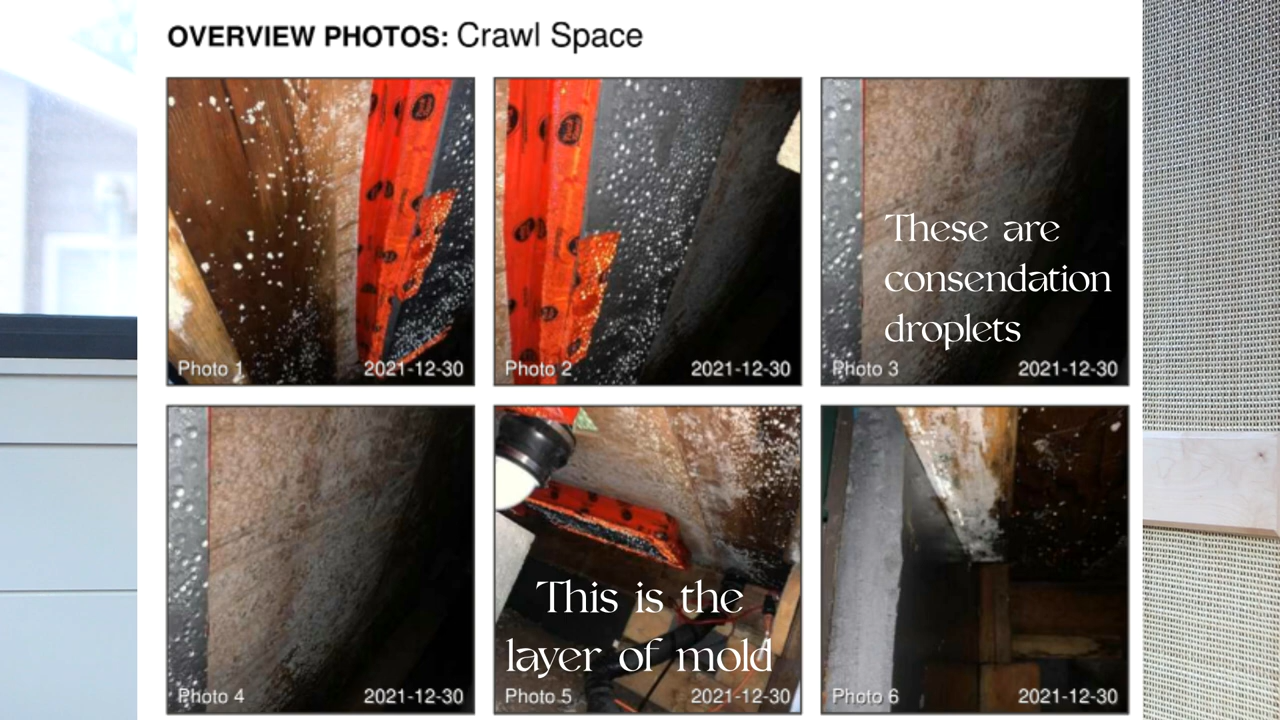 OVERVIEW PHOTOS: Crawl Space
Photo 1 2021-12-30
Photo 2 2021-12-30
These are
consendation
droplets
Photo 3 2021-12-30
Photo 4 2021-12-30
This is the
layer of mold
Photo 5 2021-12-30
Photo 6 2021-12-30